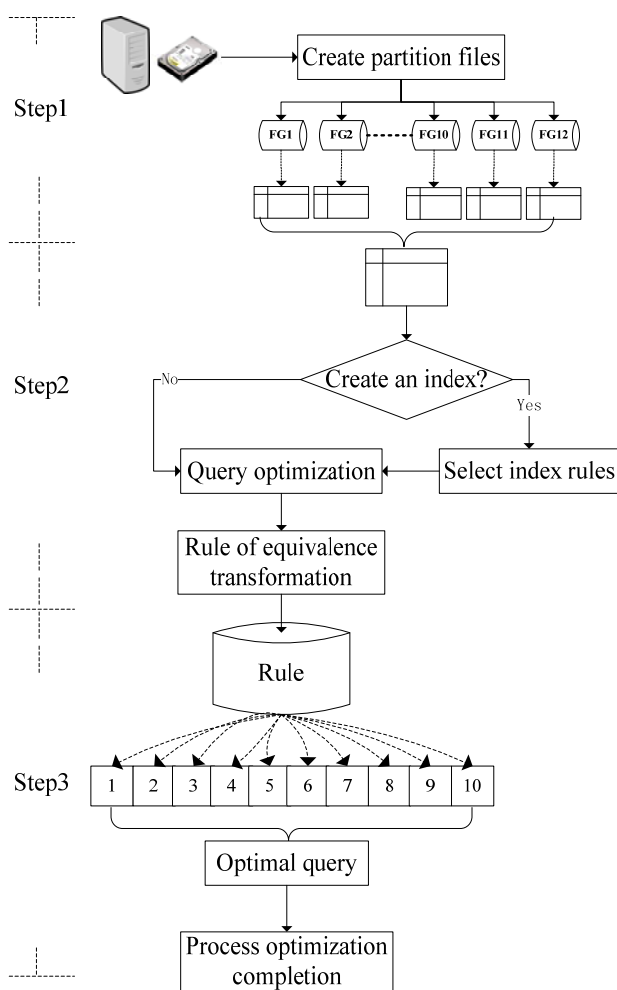 Create partition files
Step1
FG1
FG2
FG10
FG11
FG12
Step2
Create an index?
No
Yes
Query optimization
Select index rules
Rule of equivalence
transformation
Rule
Step3
1 2 3 4 5 6 7 8 9 10
Optimal query
Process optimization
completion